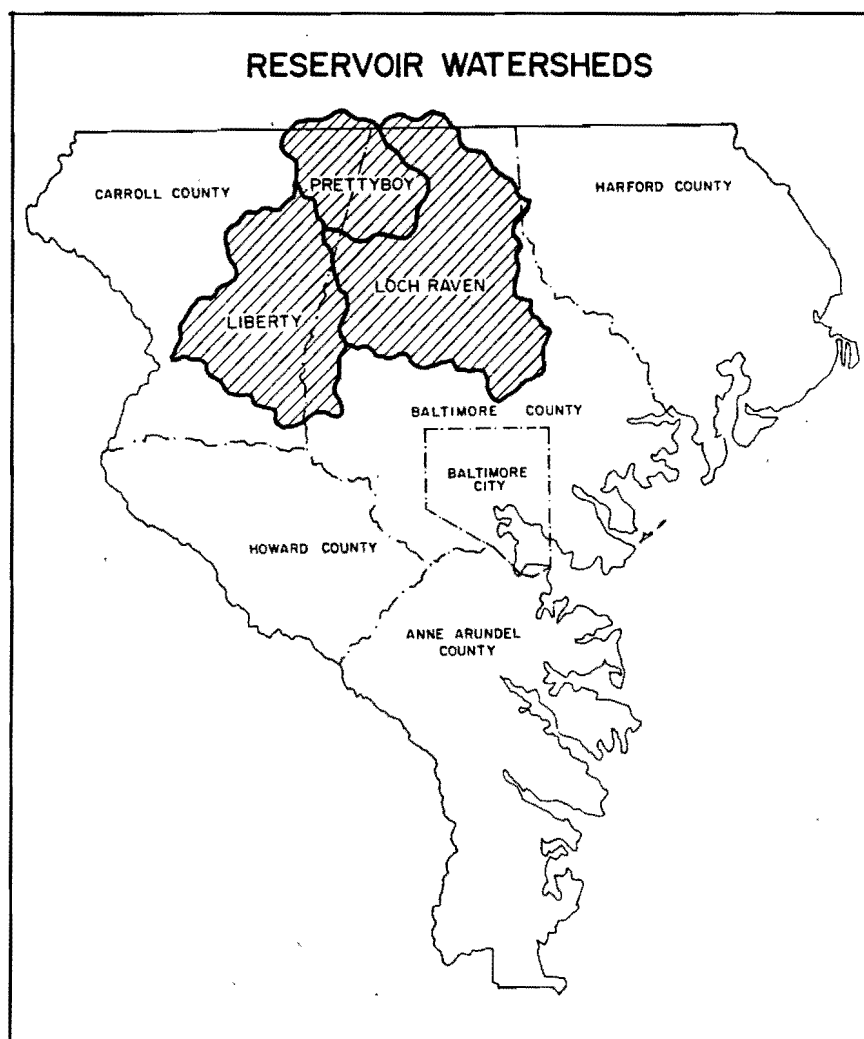 RESERVOIR WATERSHEDS
CARROLL COUNTY
PRETTYBOY
HARFORD COUNTY
LOCH RAVEN
LIBERTY
BALTIMORE COUNTY
BALTIMORE
CITY
HOWARD COUNTY
ANNE ARUNDEL
COUNTY